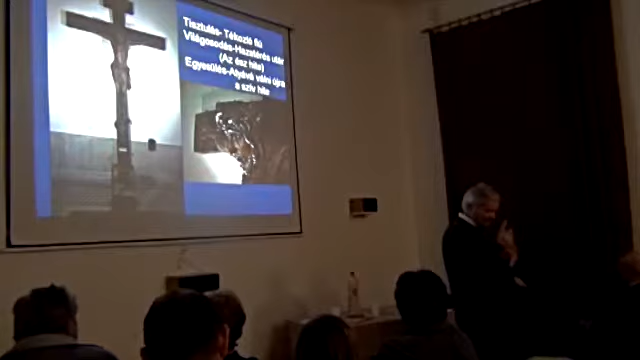 Tisztulás- Tékozló fiú
Világosodás-Hazatérés után
(Az ész hite)
Egyesülés-Atyává válni újra
a szív hite